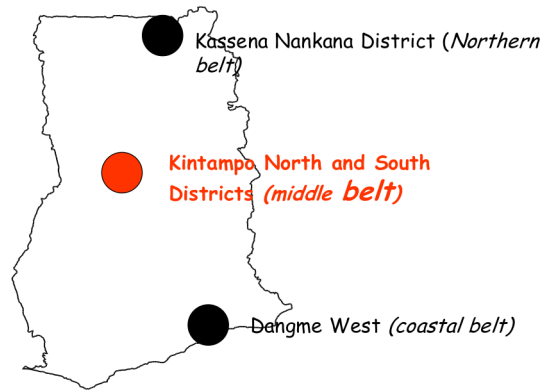 Kassena Nankana District (Northern
belt)
Kintampo North and South
Districts (middle belt)
Dangme West (coastal belt)